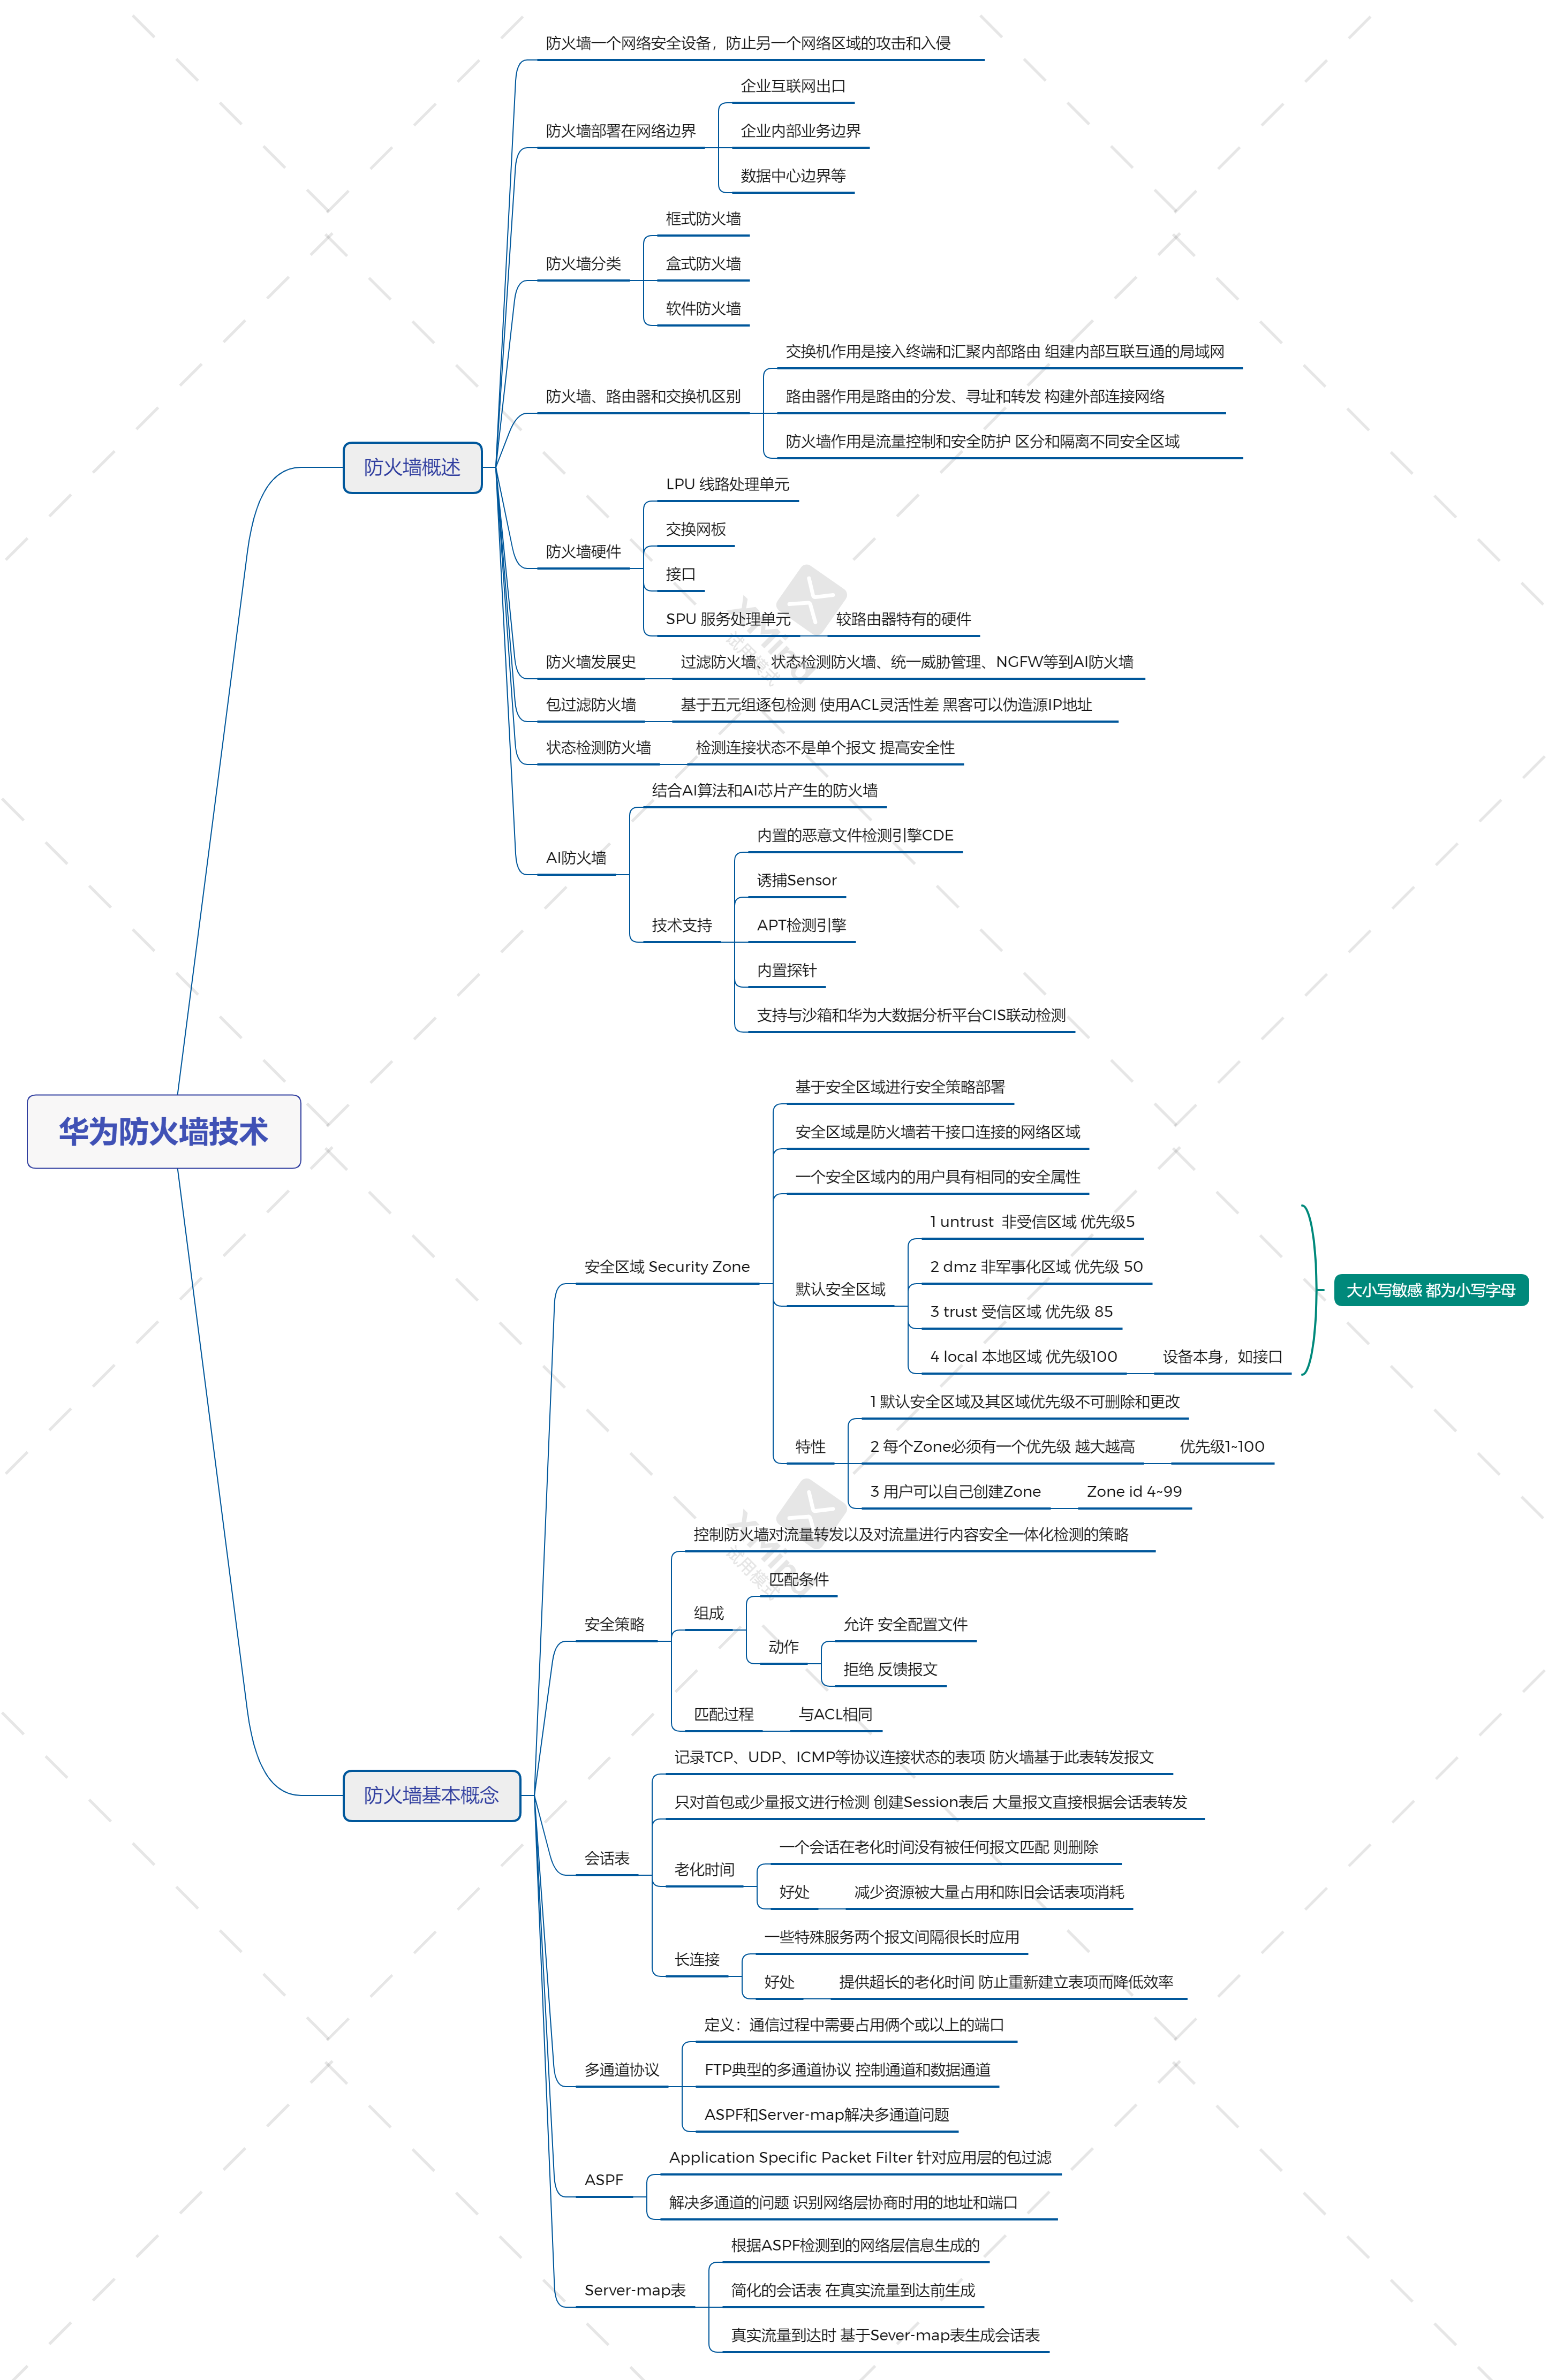 华为防火墙技术
防火墙概述
防火墙一个网络安全设备，防止另一个网络区域的攻击和入侵
防火墙部署在网络边界
企业互联网出口
企业内部业务边界
数据中心边界等
防火墙分类
框式防火墙
盒式防火墙
软件防火墙
防火墙、路由器和交换机区别
交换机作用是接入终端和汇聚内部路由 组建内部互联互通的局域网
路由器作用是路由的分发、寻址和转发 构建外部连接网络
防火墙作用是流量控制和安全防护 区分和隔离不同安全区域
防火墙硬件
LPU 线路处理单元
交换网板
接口
SPU 服务处理单元
较路由器特有的硬件
防火墙发展史
过滤防火墙、状态检测防火墙、统一威胁管理、NGFW等到AI防火墙
包过滤防火墙
基于五元组逐包检测 使用ACL灵活性差 黑客可以伪造源IP地址
状态检测防火墙
检测连接状态不是单个报文 提高安全性
AI防火墙
结合AI算法和AI芯片产生的防火墙
技术支持
内置的恶意文件检测引擎CDE
诱捕Sensor
APT检测引擎
内置探针
支持与沙箱和华为大数据分析平台CIS联动检测
防火墙基本概念
安全区域 Security Zone
基于安全区域进行安全策略部署
安全区域是防火墙若干接口连接的网络区域
一个安全区域内的用户具有相同的安全属性
默认安全区域
1 untrust 非受信区域 优先级5
2 dmz 非军事化区域 优先级 50
3 trust 受信区域 优先级 85
4 local 本地区域 优先级100
设备本身，如接口
大小写敏感 都为小写字母
特性
1 默认安全区域及其区域优先级不可删除和更改
2 每个Zone必须有一个优先级 越大越高
优先级1~100
3 用户可以自己创建Zone
Zone id 4~99
安全策略
控制防火墙对流量转发以及对流量进行内容安全一体化检测的策略
组成
匹配条件
动作
允许 安全配置文件
拒绝 反馈报文
匹配过程
与ACL相同
会话表
记录TCP、UDP、ICMP等协议连接状态的表项 防火墙基于此表转发报文
只对首包或少量报文进行检测 创建Session表后 大量报文直接根据会话表转发
老化时间
一个会话在老化时间没有被任何报文匹配 则删除
好处
减少资源被大量占用和陈旧会话表项消耗
长连接
一些特殊服务两个报文间隔很长时应用
好处
提供超长的老化时间 防止重新建立表项而降低效率
多通道协议
定义：通信过程中需要占用俩个或以上的端口
FTP典型的多通道协议 控制通道和数据通道
ASPF和Server-map解决多通道问题
ASPF
Application Specific Packet Filter 针对应用层的包过滤
解决多通道的问题 识别网络层协商时用的地址和端口
Server-map表
根据ASPF检测到的网络层信息生成的
简化的会话表 在真实流量到达前生成
真实流量到达时 基于Sever-map表生成会话表
XMind
试用模式
XMind
试用模式